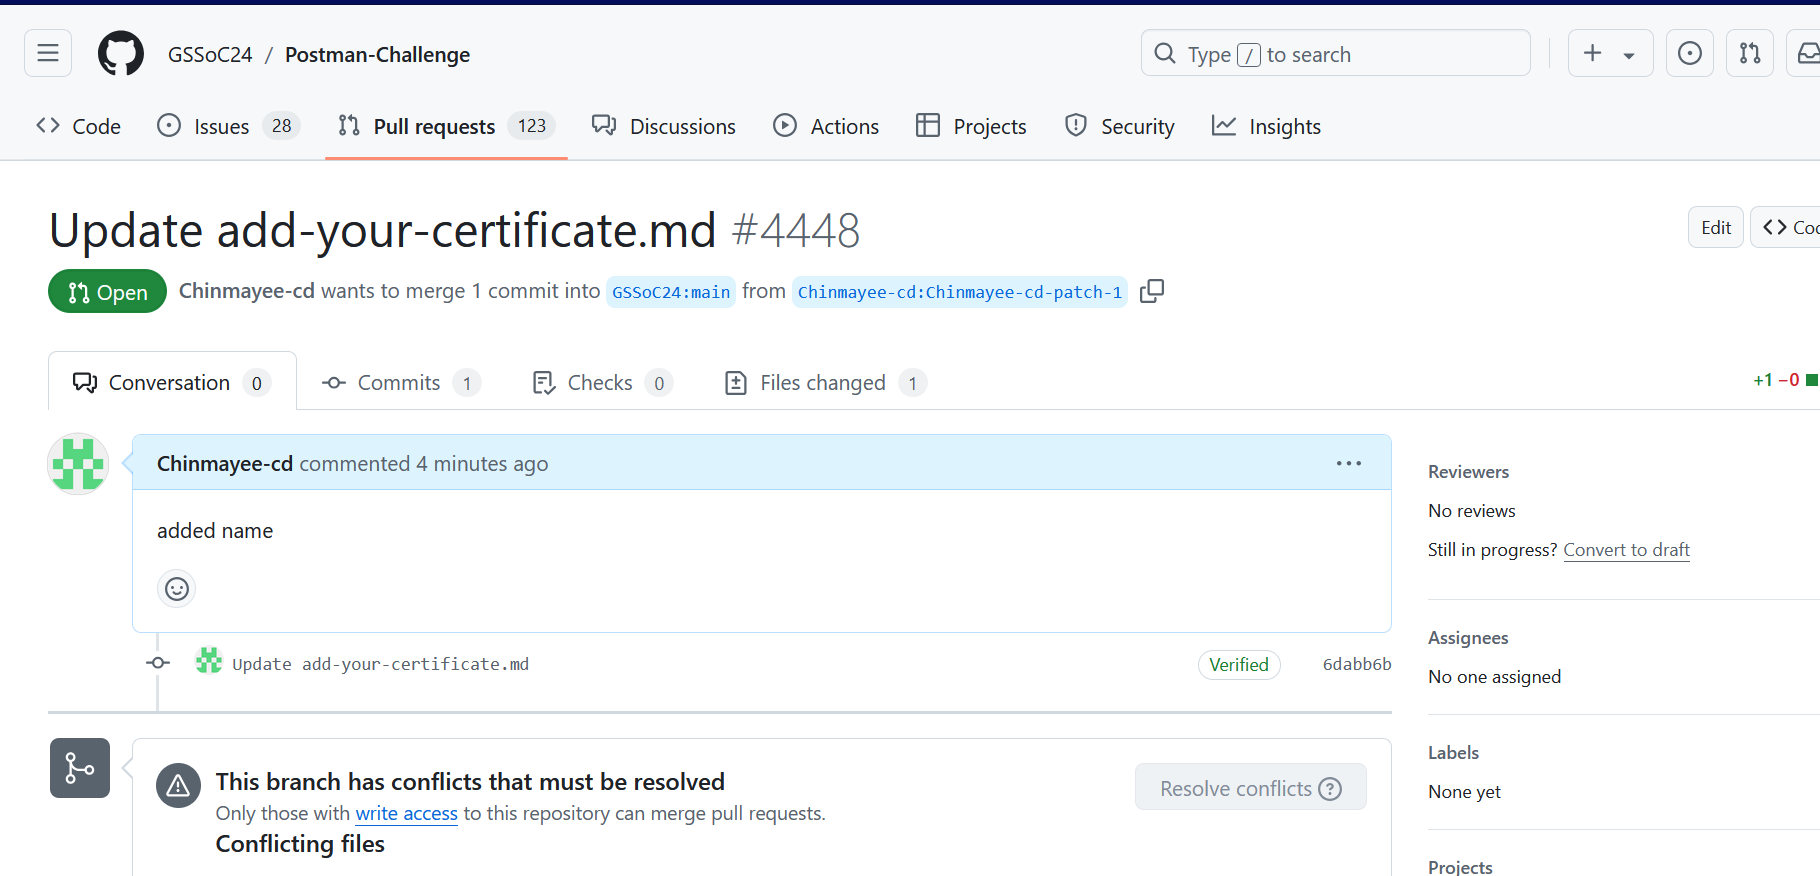 GSSoC24 / Postman-Challenge
Type / to search
Code
Issues 28
Pull requests 123
Discussions
Actions
Projects
Security
Insights
Update add-your-certificate.md #4448
Edit
Open
Chinmayee-cd wants to merge 1 commit into GSSoC24:main from Chinmayee-cd:Chinmayee-cd-patch-1
Conversation 0
Commits 1
Checks 0
Files changed 1
+1 −0
Chinmayee-cd commented 4 minutes ago
added name
Update add-your-certificate.md
Verified
6dabb6b
This branch has conflicts that must be resolved
Only those with write access to this repository can merge pull requests.
Conflicting files
Resolve conflicts
Reviewers
No reviews
Still in progress? Convert to draft
Assignees
No one assigned
Labels
None yet
Projects